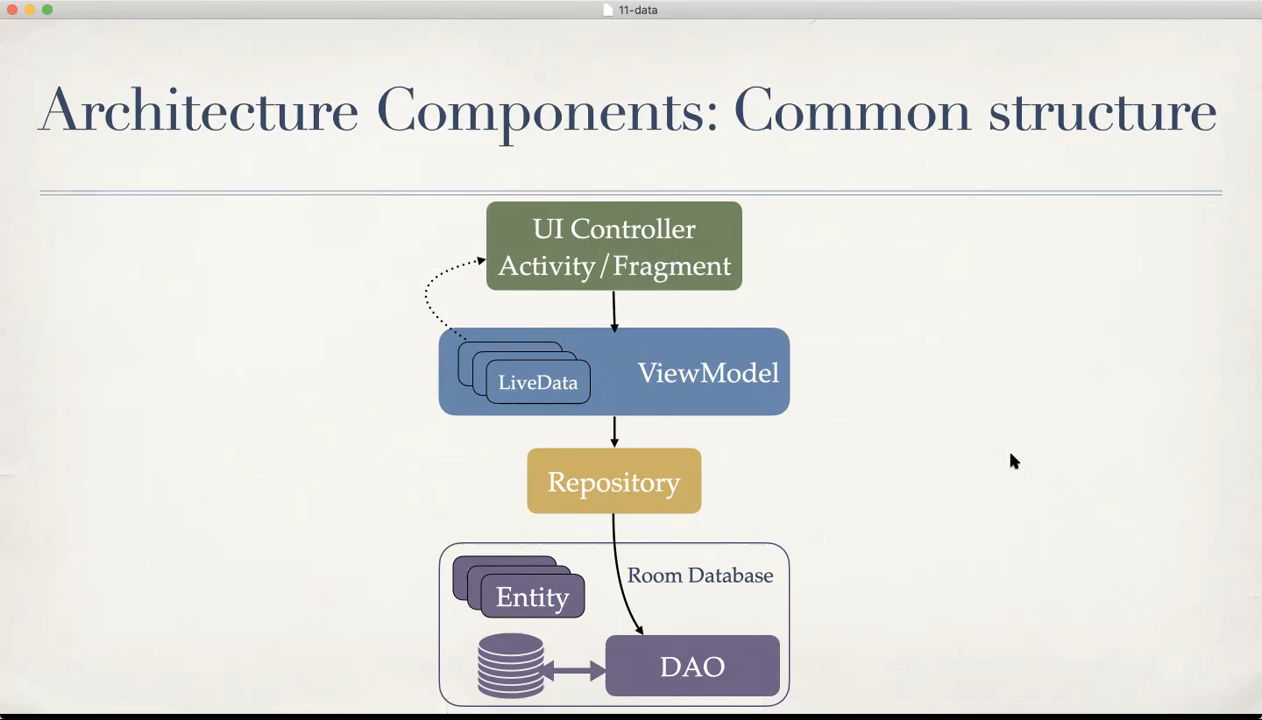 11-data
Architecture Components: Common structure
UI Controller
Activity/Fragment
LiveData
ViewModel
Repository
Room Database
Entity
DAO